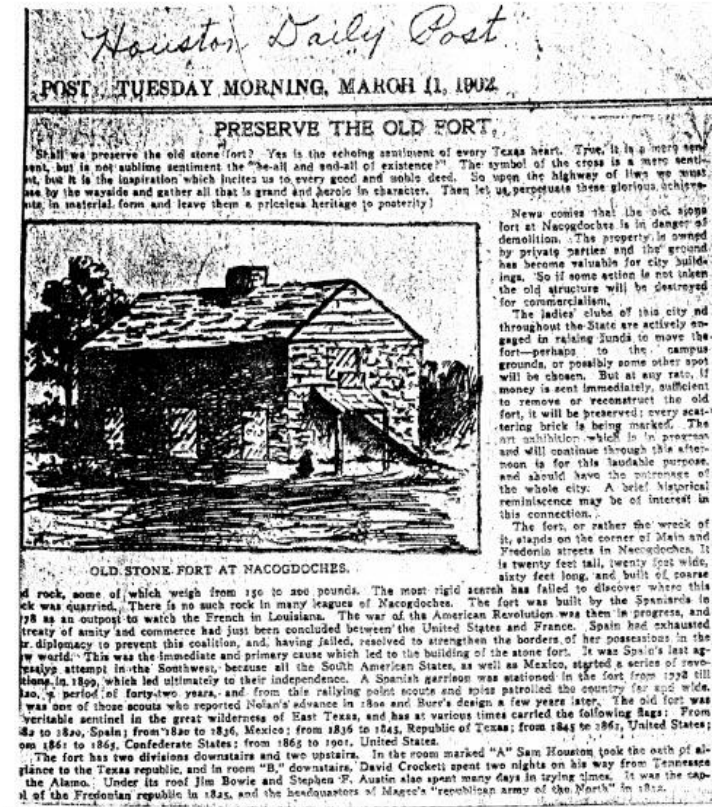 Houston Daily Post
POST, TUESDAY MORNING, MARCH 11, 1902
PRESERVE THE OLD FORT.
Shall we preserve the old stone fort? Yes is the echoing sentiment of every Texas heart. True, it is a mere sen-
ent, but is not sublime sentiment the "be-all and end-all of existence?" The symbol of the cross is a mere senti-
nt, but it is the inspiration which incites us to every good and noble deed. So upon the highway of live we must
use by the wayside and gather all that is grand and heroic in character. Then let us perpetuate these glorious achieve-
nts in material form and leave them a priceless heritage to posterity!
News comes that the old stone
fort at Nacogdoches is in danger of
demolition. The property is owned
by private parties and the ground
has become valuable for city build-
ings. So if some action is not taken
the old structure will be destroyed
for commercialism.
The ladies' clubs of this city nd
throughout the State are actively en-
gaged in raising funds to move the
fort—perhaps to the campus
grounds, or possibly some other spot
will be chosen. But at any rate, if
money is sent immediately, sufficient
to remove or reconstruct the old
fort, it will be preserved; every scat-
tering brick is being marked. The
art exhibition which is in progress
and will continue through this after-
noon is for this laudable purpose,
and should have the patronage of
the whole city. A brief historical
reminiscence may be of interest in
this connection.
The fort, or rather the wreck of
it, stands on the corner of Main and
Fredonia streets in Nacogdoches. It
is twenty feet tall, twenty feet wide,
sixty feet long, and built of coarse
OLD STONE FORT AT NACOGDOCHES.
d rock, some of which weigh from 150 to 200 pounds. The most rigid search has failed to discover where this
ck was quarried. There is no such rock in many leagues of Nacogdoches. The fort was built by the Spaniards in
78 as an outpost to watch the French in Louisiana. The war of the American Revolution was then in progress, and
treaty of amity and commerce had just been concluded between the United States and France. Spain had exhausted
r. diplomacy to prevent this coalition, and having failed, resolved to strengthen the borders of her possessions in the
w world. This was the immediate and primary cause which led to the building of the stone fort. It was Spain's last ag-
ressive attempt in the Southwest, because all the South American States, as well as Mexico, started a series of revo-
tions in which led ultimately to their independence. A Spanish garrison was stationed in the fort from 1778 till
820, a period of forty-two years, and from this rallying point scouts and spies patrolled the country far and wide.
was one of those scouts who reported Nolan's advance in 1800 and Burr's design a few years later. The old fort was
veritable sentinel in the great wilderness of East Texas, and has at various times carried the following flags: From
to 1820, Spain; from 1820 to 1836, Mexico; from 1836 to 1845, Republic of Texas; from 1845 to 1861, United States;
om 1861 to 1865, Confederate States; from 1865 to 1901, United States.
The fort has two divisions downstairs and two upstairs. In the room marked "A" Sam Houston took the oath of al-
giance to the Texas republic, and in room "B," downstairs, David Crockett spent two nights on his way from Tennessee
the Alamo. Under its roof Jim Bowie and Stephen F. Austin also spent many days in trying times. It was the cap-
ol of the Fredonian republic in 1825, and the headquarters of Magee's "republican army of the North" in 1812.